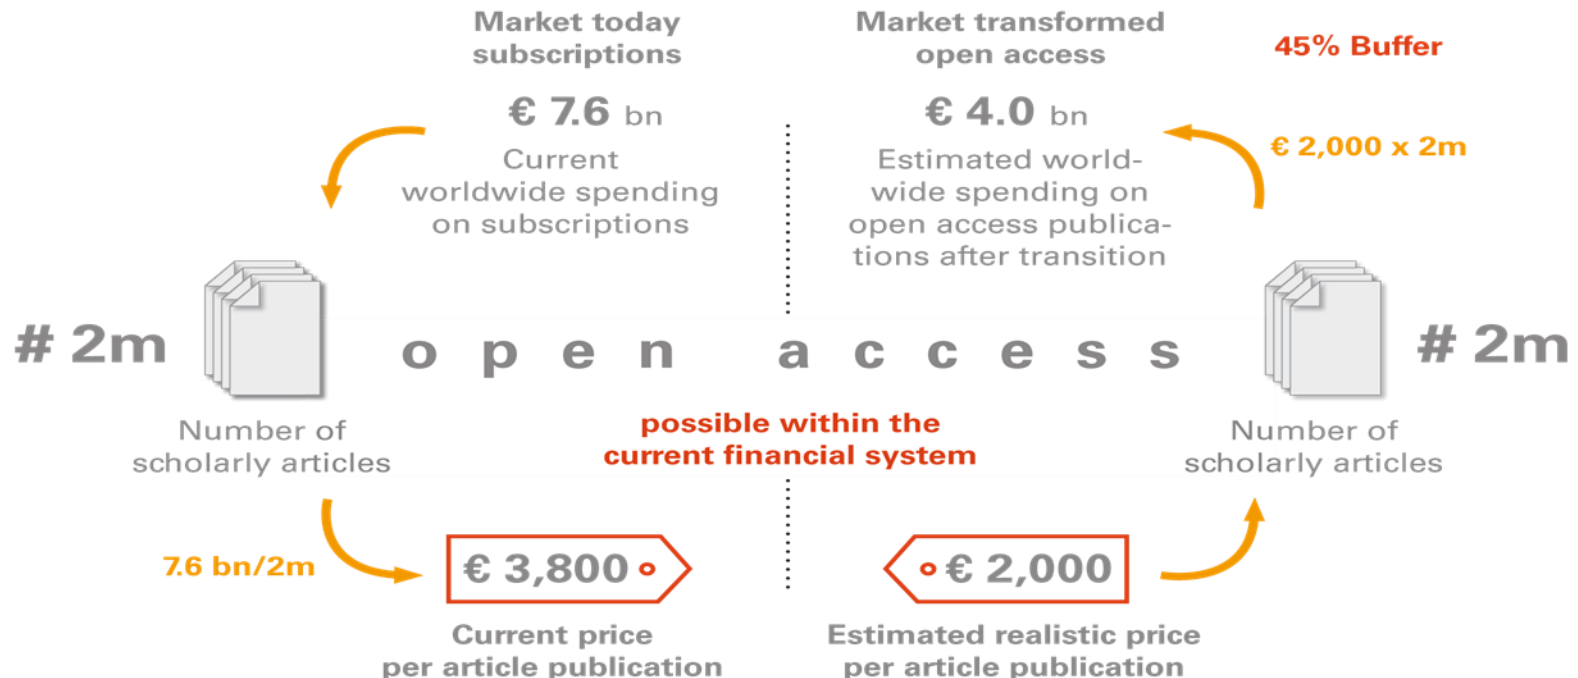 Market today
subscriptions
€ 7.6 bn
Current
worldwide spending
on subscriptions
Market transformed
open access
€ 4.0 bn
Estimated world-
wide spending on
open access publica-
tions after transition
45% Buffer
€ 2,000 x 2m
# 2m
Number of
scholarly articles
open access
possible within the
current financial system
# 2m
Number of
scholarly articles
7.6 bn/2m
€ 3,800
Current price
per article publication
€ 2,000
Estimated realistic price
per article publication